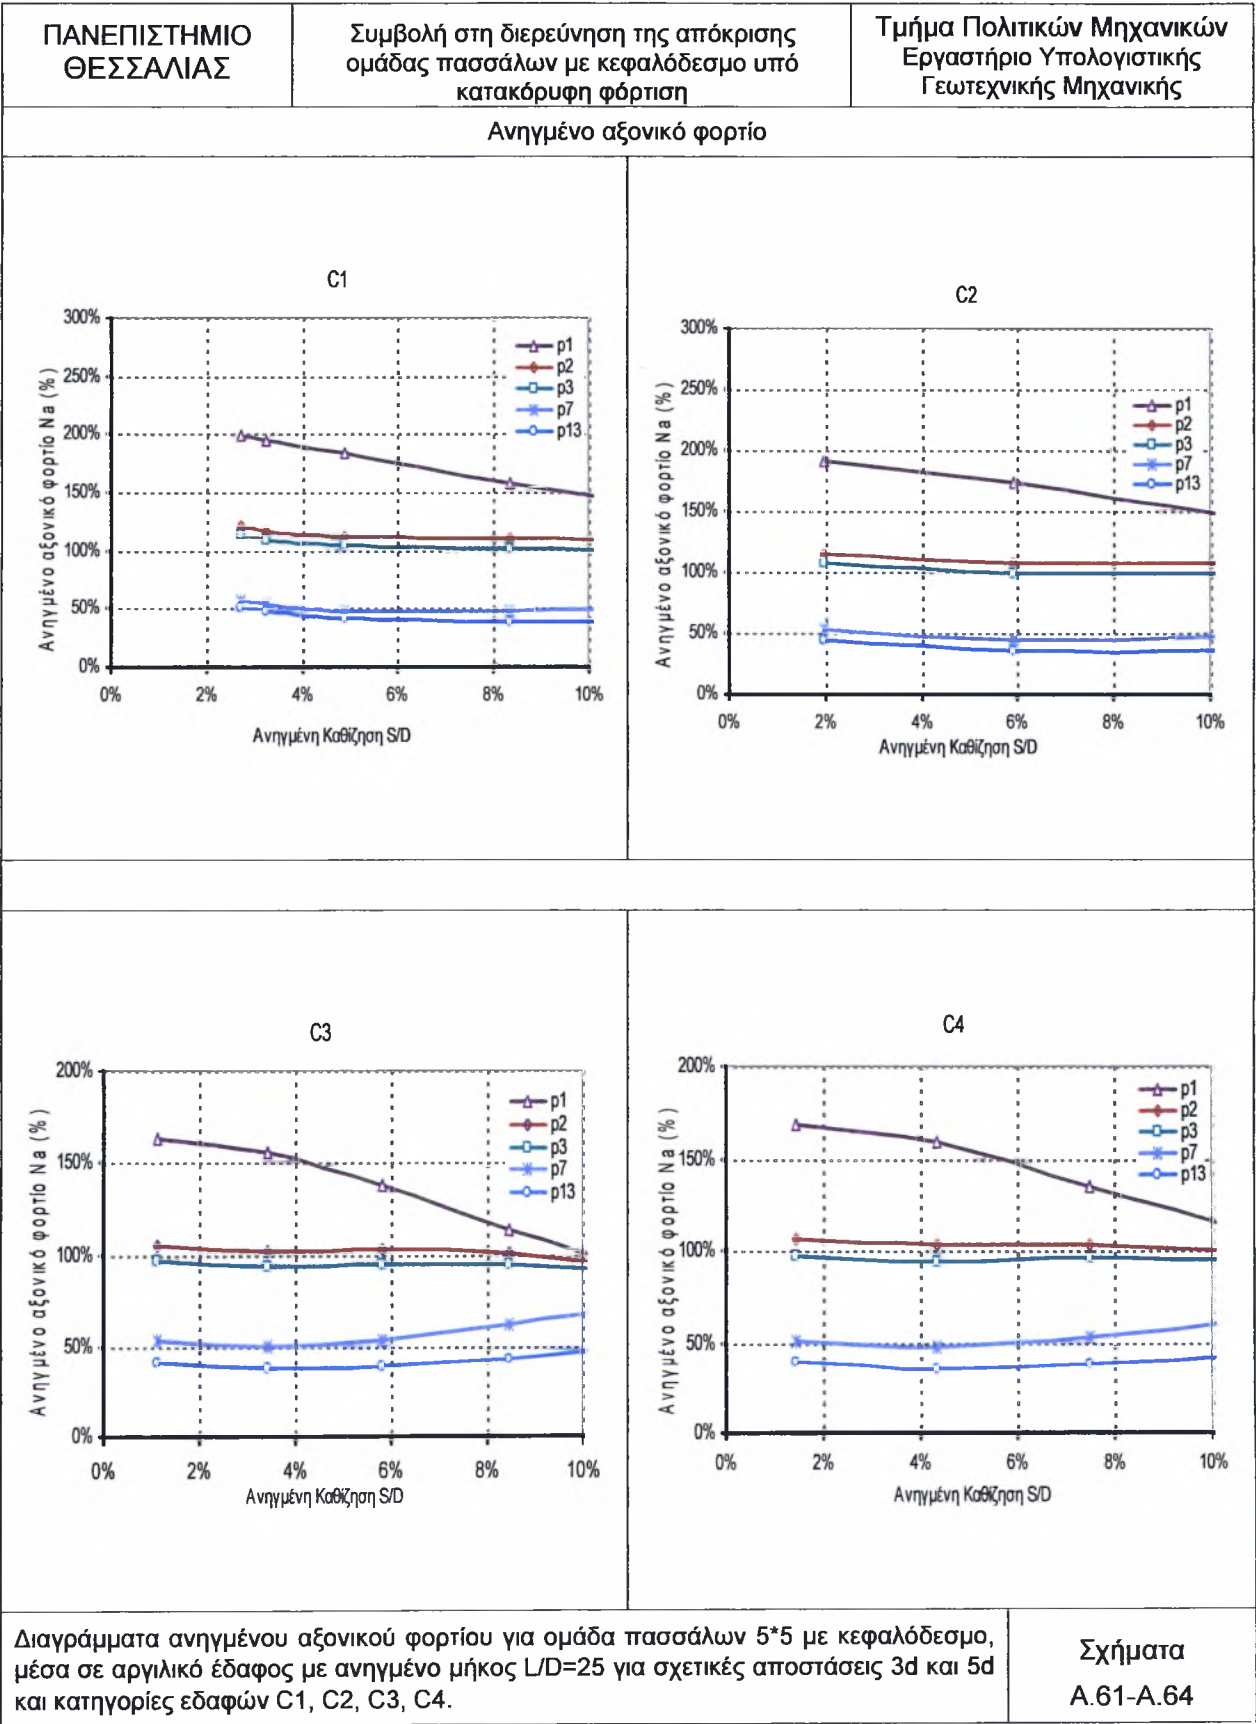 ΠΑΝΕΠΙΣΤΗΜΙΟ
ΘΕΣΣΑΛΙΑΣ
Συμβολή στη διερεύνηση της απόκρισης
ομάδας πασσάλων με κεφαλόδεσμο υπό
κατακόρυφη φόρτιση
Τμήμα Πολιτικών Μηχανικών
Εργαστήριο Υπολογιστικής
Γεωτεχνικής Μηχανικής
Ανηγμένο αξονικό φορτίο
C1
300%
250%
200%
150%
100%
50%
0%
Ανηγμένο αξονικό φορτίο Na (%)
p1
p2
p3
p7
p13
0% 2% 4% 6% 8% 10%
Ανηγμένη Καθίζηση S/D
C2
300%
250%
200%
150%
100%
50%
0%
Ανηγμένο αξονικό φορτίο Na (%)
p1
p2
p3
p7
p13
0% 2% 4% 6% 8% 10%
Ανηγμένη Καθίζηση S/D
C3
200%
150%
100%
50%
0%
Ανηγμένο αξονικό φορτίο Na (%)
p1
p2
p3
p7
p13
0% 2% 4% 6% 8% 10%
Ανηγμένη Καθίζηση S/D
C4
200%
150%
100%
50%
0%
Ανηγμένο αξονικό φορτίο Na (%)
p1
p2
p3
p7
p13
0% 2% 4% 6% 8% 10%
Ανηγμένη Καθίζηση S/D
Διαγράμματα ανηγμένου αξονικού φορτίου για ομάδα πασσάλων 5*5 με κεφαλόδεσμο,
μέσα σε αργιλικό έδαφος με ανηγμένο μήκος L/D=25 για σχετικές αποστάσεις 3d και 5d
και κατηγορίες εδαφών C1, C2, C3, C4.
Σχήματα
Α.61-Α.64